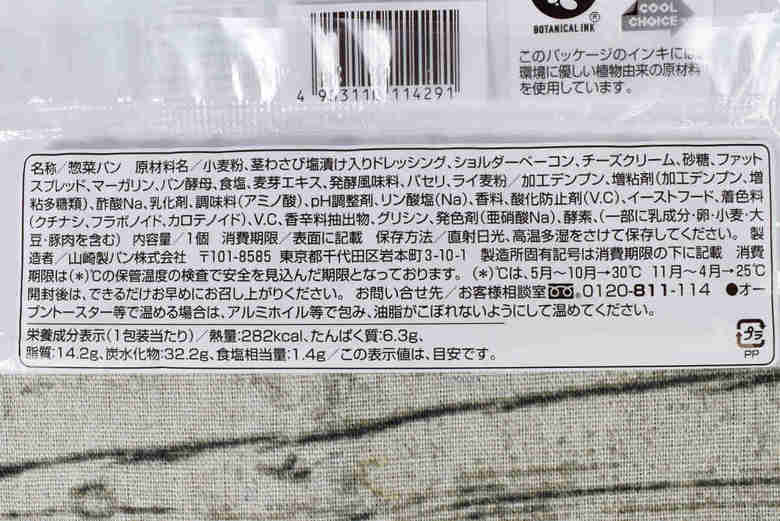 BOTANICAL INK
®
COOL
CHOICE
このパッケージのインキには
環境に優しい植物由来の原材料
を使用しています。
114291
名称／惣菜パン 原材料名／小麦粉、茎わさび塩漬け入りドレッシング、ショルダーベーコン、チーズクリーム、砂糖、ファット
スプレッド、マーガリン、パン酵母、食塩、麦芽エキス、発酵風味料、パセリ、ライ麦粉／加工デンプン、増粘剤（加工デンプン、増
粘多糖類）、酢酸Na、乳化剤、調味料（アミノ酸）、pH調整剤、リン酸塩（Na）、香料、酸化防止剤（V.C）、イーストフード、着色料
（クチナシ、フラボノイド、カロテノイド）、V.C、香辛料抽出物、グリシン、発色剤（亜硝酸Na）、酵素、（一部に乳成分・卵・小麦・大
豆・豚肉を含む） 内容量／1個 消費期限／表面に記載 保存方法／直射日光、高温多湿をさけて保存してください。 製
造者／山崎製パン株式会社 〒101-8585 東京都千代田区岩本町3-10-1 製造所固有記号は消費期限の下に記載 消費
期限は（*）℃の保管温度の検査で安全を見込んだ期限となっております。（*）℃は、5月～10月→30℃ 11月～4月→25℃
開封後は、できるだけお早めにお召し上がりください。 お問い合せ先／お客様相談室 0120-811-114 ●オー
ブントースター等で温める場合は、アルミホイル等で包み、油脂がこぼれないようにして温めてください。
栄養成分表示（1包装当たり）／熱量：282kcal、たんぱく質：6.3g、
脂質：14.2g、炭水化物：32.2g、食塩相当量：1.4g／この表示値は、目安です。
プラ
PP